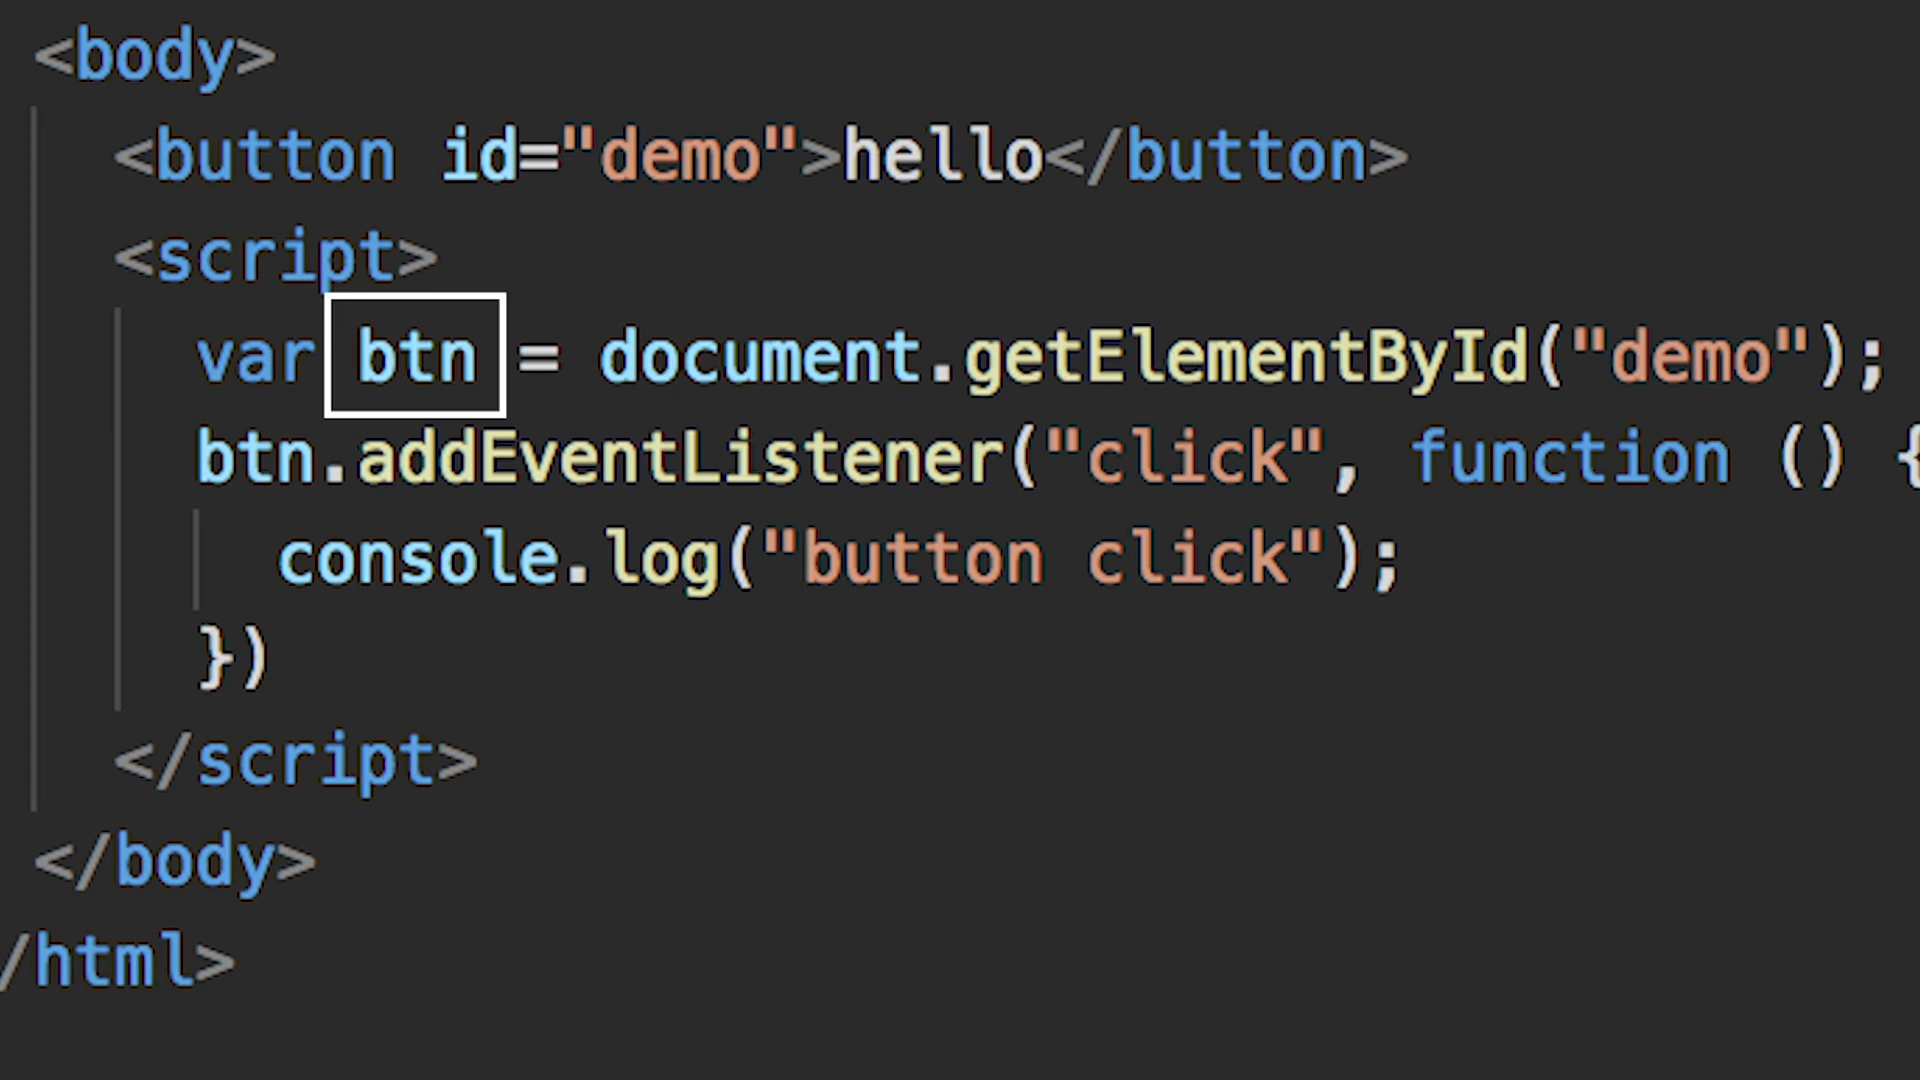 <body>
<button id="demo">hello</button>
<script>
var btn = document.getElementById("demo");
btn.addEventListener("click", function () {
console.log("button click");
})
</script>
</body>
/html>